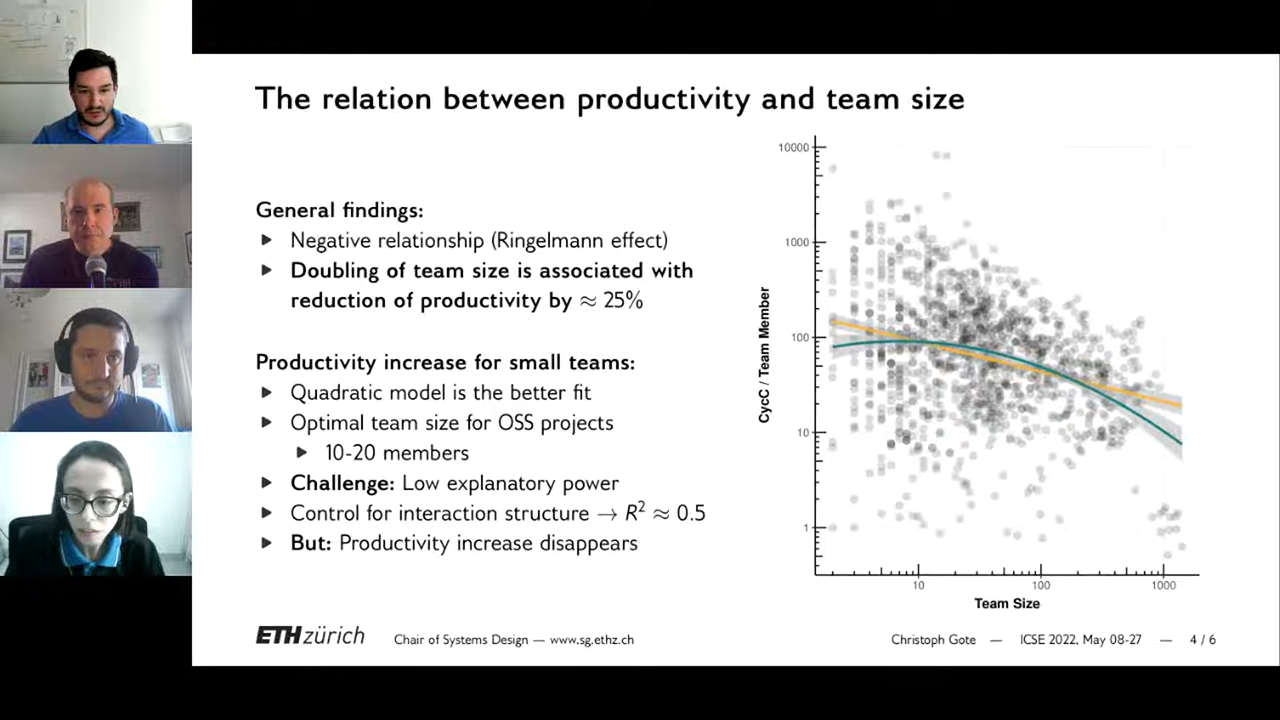 The relation between productivity and team size
General findings:
Negative relationship (Ringelmann effect)
Doubling of team size is associated with
reduction of productivity by ≈ 25%
Productivity increase for small teams:
Quadratic model is the better fit
Optimal team size for OSS projects
10-20 members
Challenge: Low explanatory power
Control for interaction structure → R² ≈ 0.5
But: Productivity increase disappears
10000
1000
100
10
1
CycC / Team Member
10 100 1000
Team Size
ETH zürich
Chair of Systems Design — www.sg.ethz.ch
Christoph Gote — ICSE 2022, May 08-27 — 4 / 6